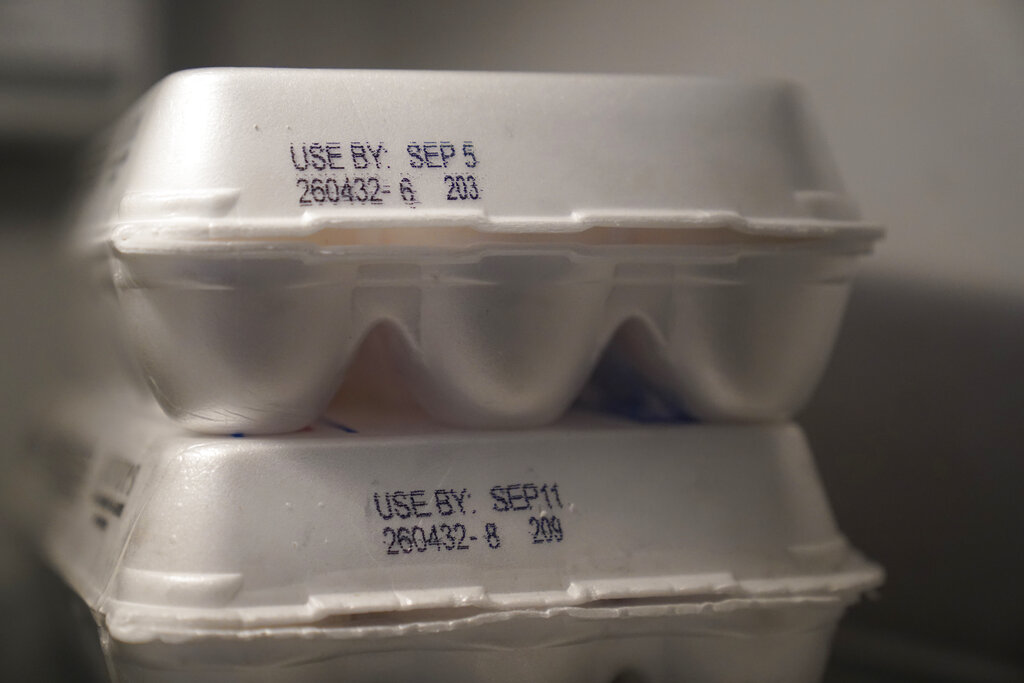 USE BY: SEP 5
260432- 6 203
USE BY: SEP11
260432- 8 209